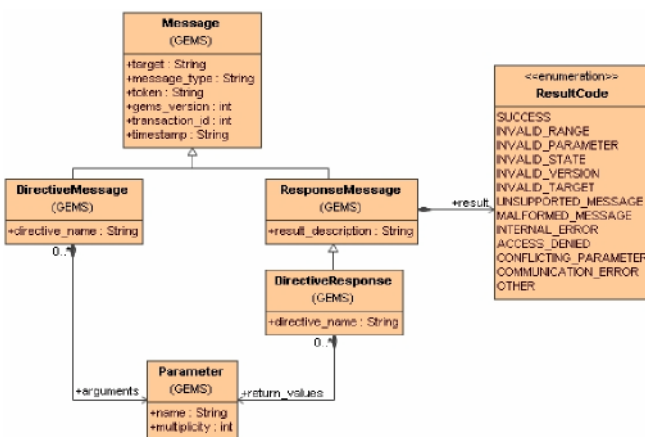 Message
(GEMS)
+target : String
+message_type : String
+token : String
+gems_version : int
+transaction_id : int
+timestamp : String
<<enumeration>>
ResultCode
SUCCESS
INVALID_RANGE
INVALID_PARAMETER
INVALID_STATE
INVALID_VERSION
INVALID_TARGET
UNSUPPORTED_MESSAGE
MALFORMED_MESSAGE
INTERNAL_ERROR
ACCESS_DENIED
CONFLICTING_PARAMETER
COMMUNICATION_ERROR
OTHER
DirectiveMessage
(GEMS)
+directive_name : String
0..*
ResponseMessage
(GEMS)
+result_description : String
+result
DirectiveResponse
(GEMS)
+directive_name : String
0..*
+arguments
+return_values
Parameter
(GEMS)
+name : String
+multiplicity : int